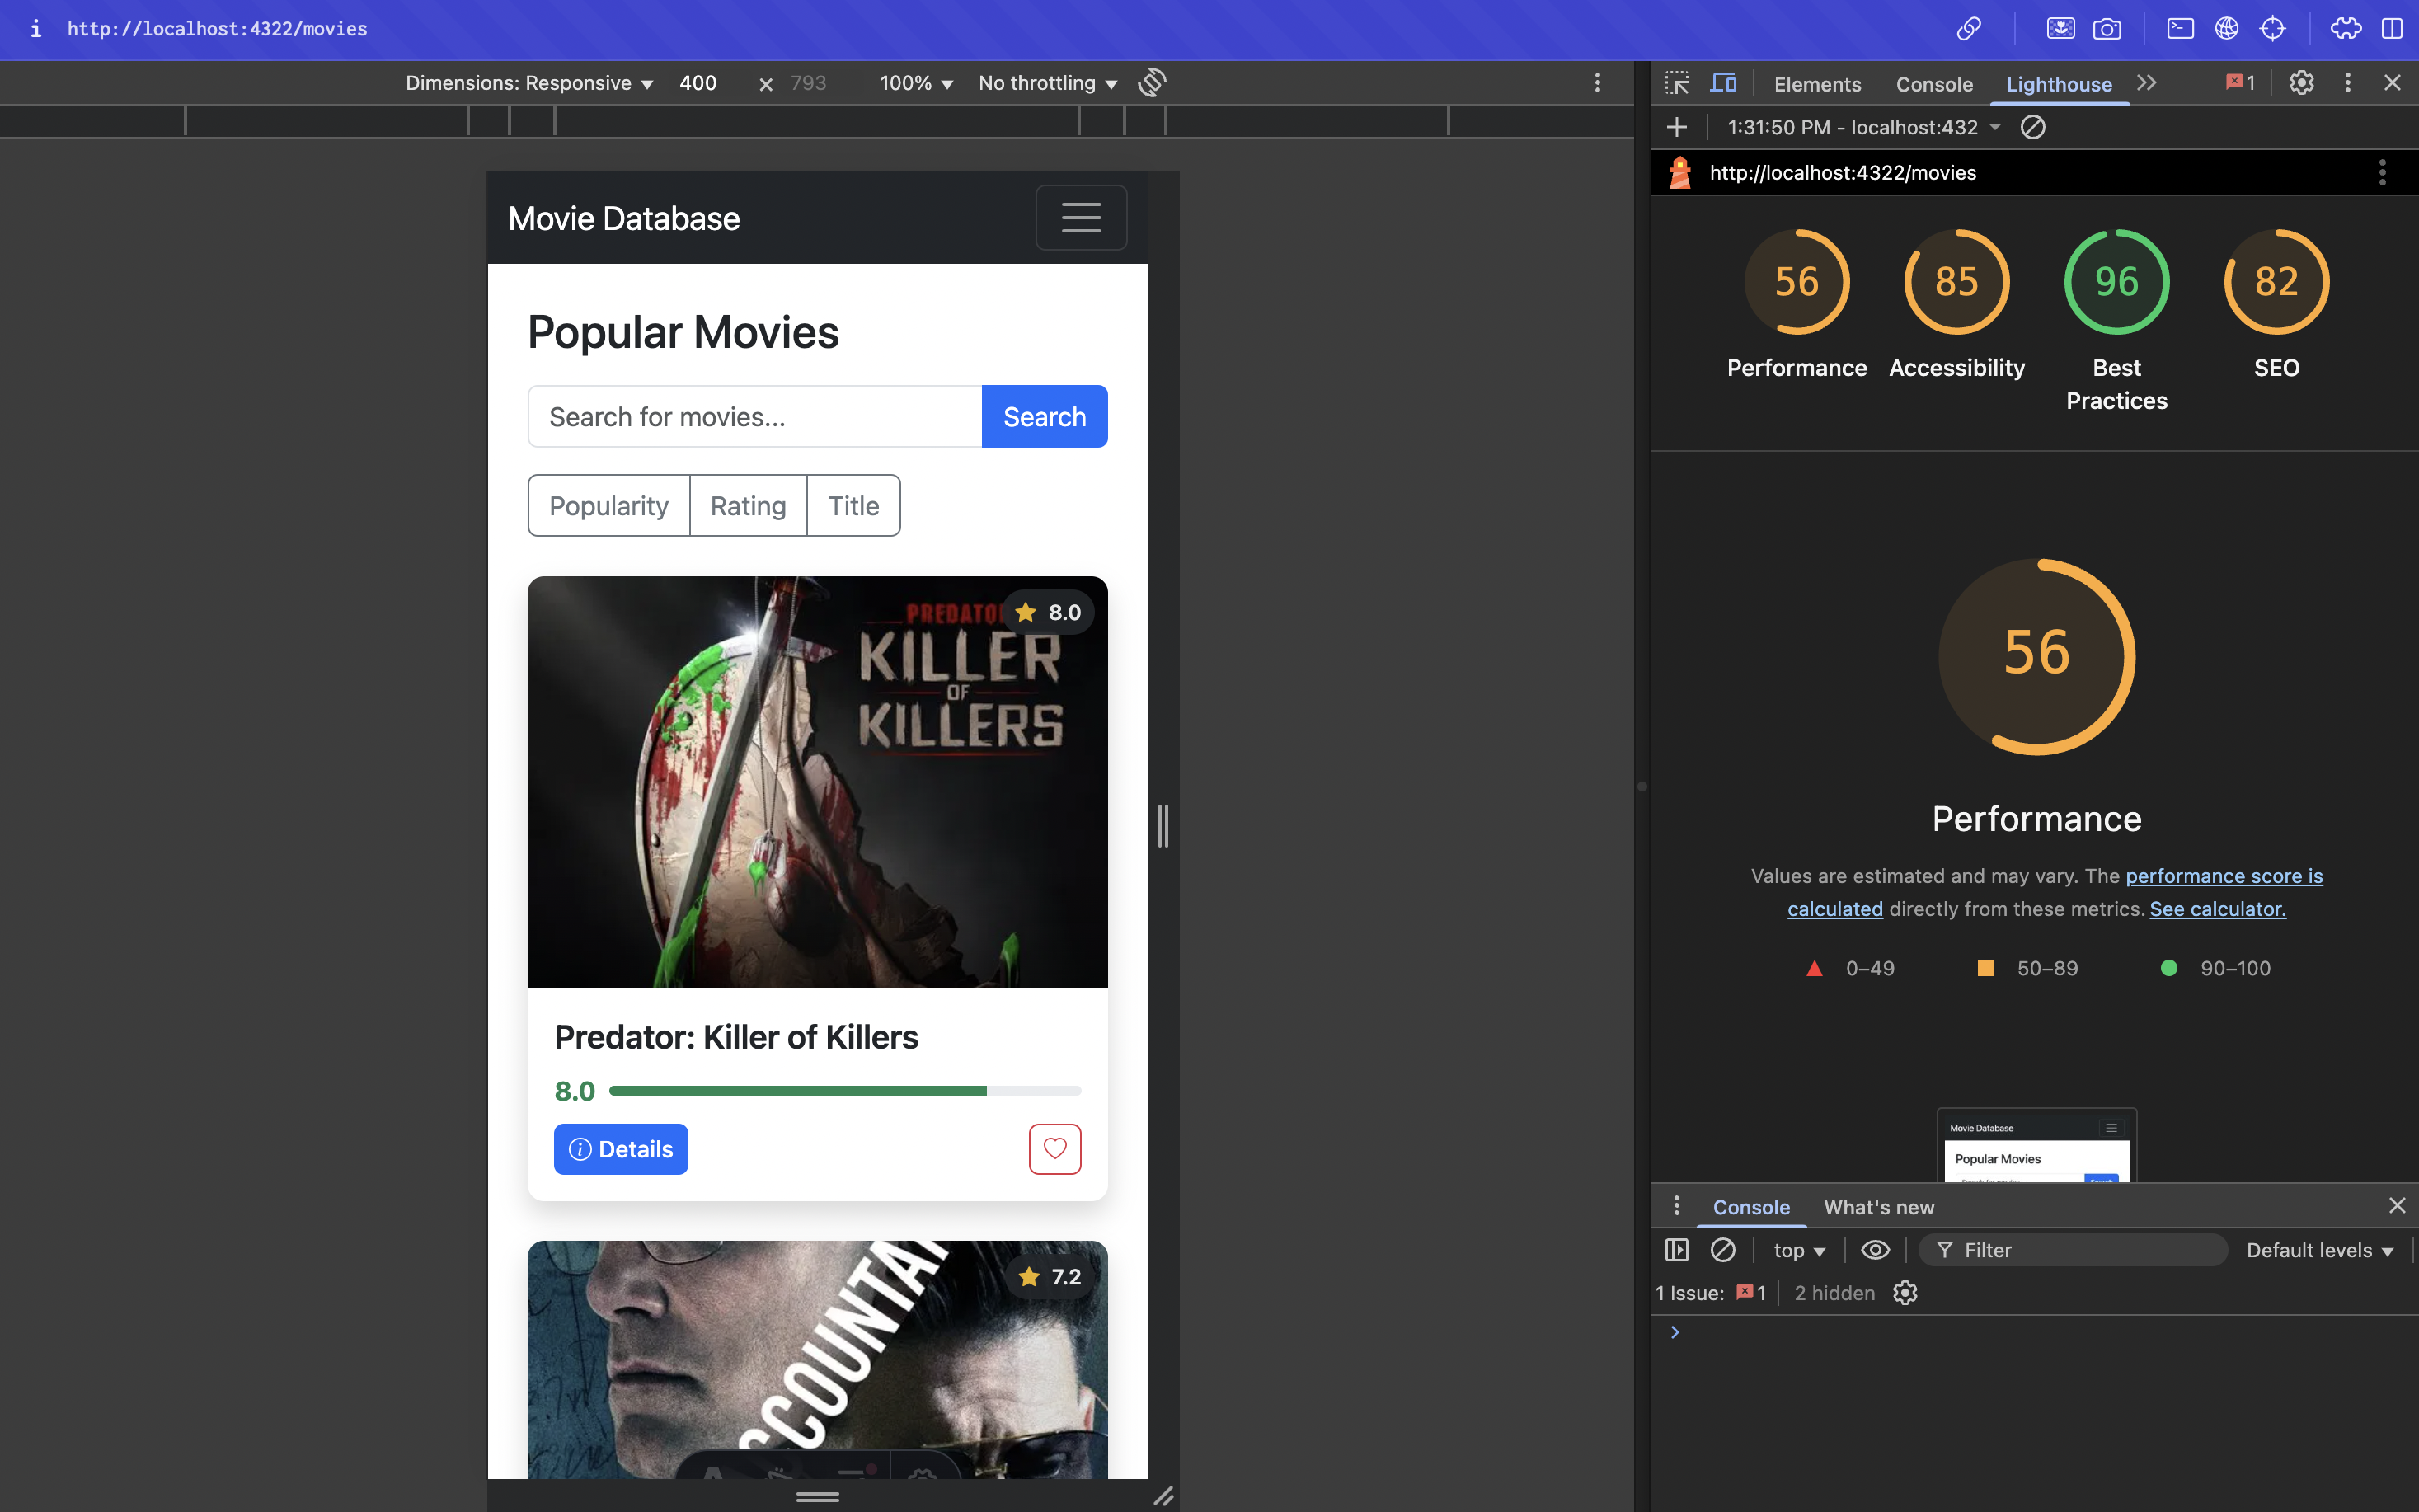 http://localhost:4322/movies
Dimensions: Responsive ▼ 400 × 793 100% ▼ No throttling ▼
Movie Database
Popular Movies
Search for movies... Search
Popularity Rating Title
8.0
KILLER
OF
KILLERS
Predator: Killer of Killers
8.0
Details
7.2
Elements Console Lighthouse 1
1:31:50 PM - localhost:432
http://localhost:4322/movies
56 85 96 82
Performance Accessibility Best Practices SEO
56
Performance
Values are estimated and may vary. The performance score is
calculated directly from these metrics. See calculator.
0–49 50–89 90–100
Movie Database
Popular Movies
Console What's new
top ▼ Filter Default levels ▼
1 Issue: 1 2 hidden